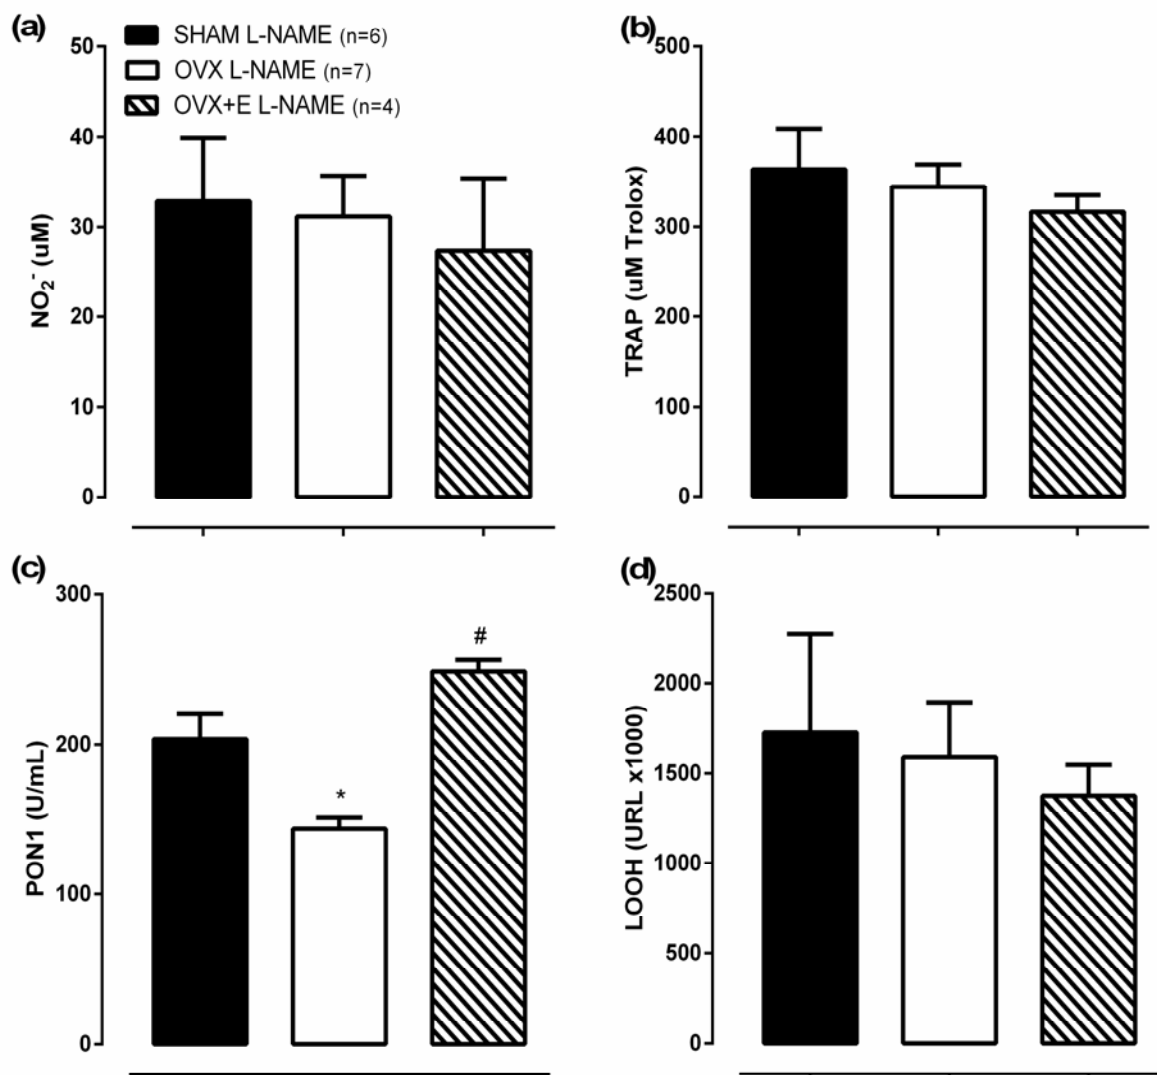 (a)
SHAM L-NAME (n=6)
OVX L-NAME (n=7)
OVX+E L-NAME (n=4)
50
40
30
20
10
0
NO₂⁻ (uM)
(b)
500
400
300
200
100
0
TRAP (uM Trolox)
(c)
300
200
100
0
PON1 (U/mL)
*
#
(d)
2500
2000
1500
1000
500
0
LOOH (URL x1000)